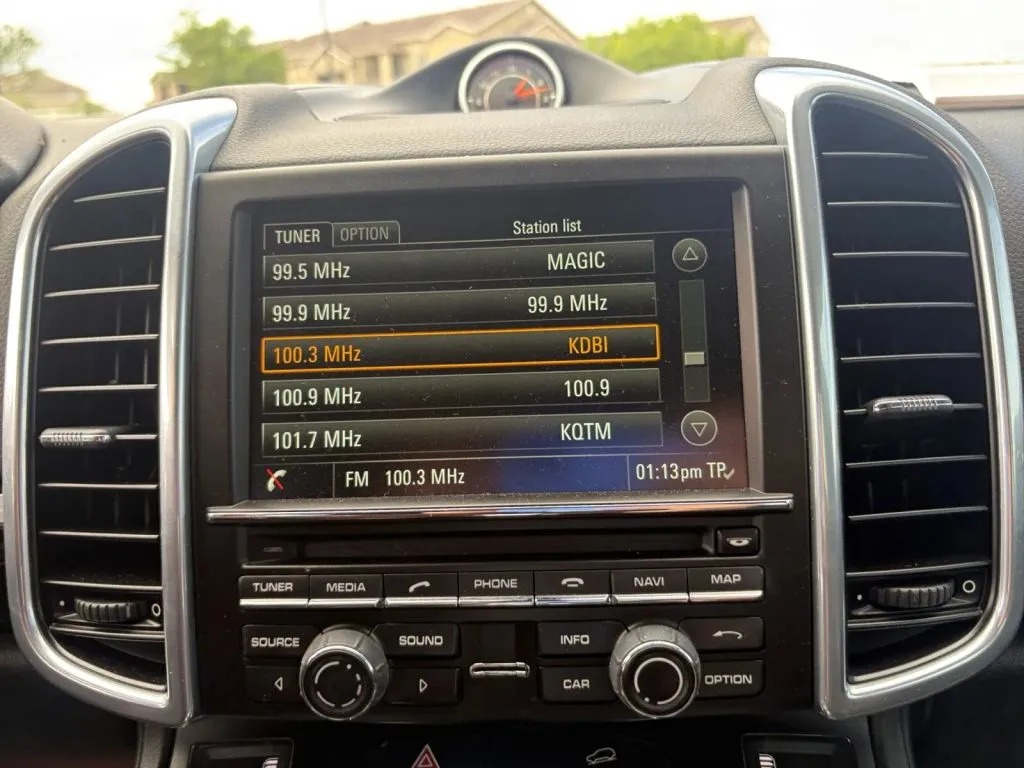 TUNER OPTION Station list
99.5 MHz MAGIC
99.9 MHz 99.9 MHz
100.3 MHz KDBI
100.9 MHz 100.9
101.7 MHz KQTM
FM 100.3 MHz 01:13pm TP
TUNER MEDIA PHONE NAVI MAP
SOURCE SOUND INFO
CAR OPTION